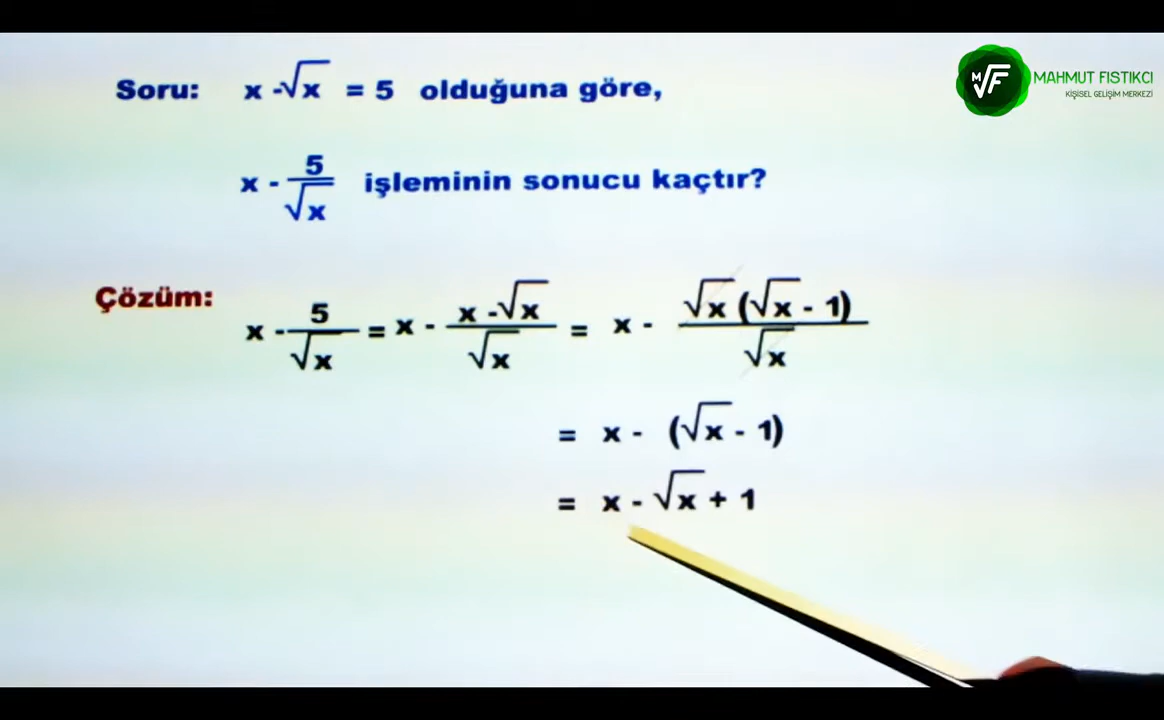 Soru: x - √x = 5 olduğuna göre,
x - 5/√x işleminin sonucu kaçtır?
Çözüm: x - 5/√x = x - (x - √x)/√x = x - √x (√x - 1)/√x
= x - (√x - 1)
= x - √x + 1
M√F
MAHMUT FISTIKCI
KİŞİSEL GELİŞİM MERKEZİ